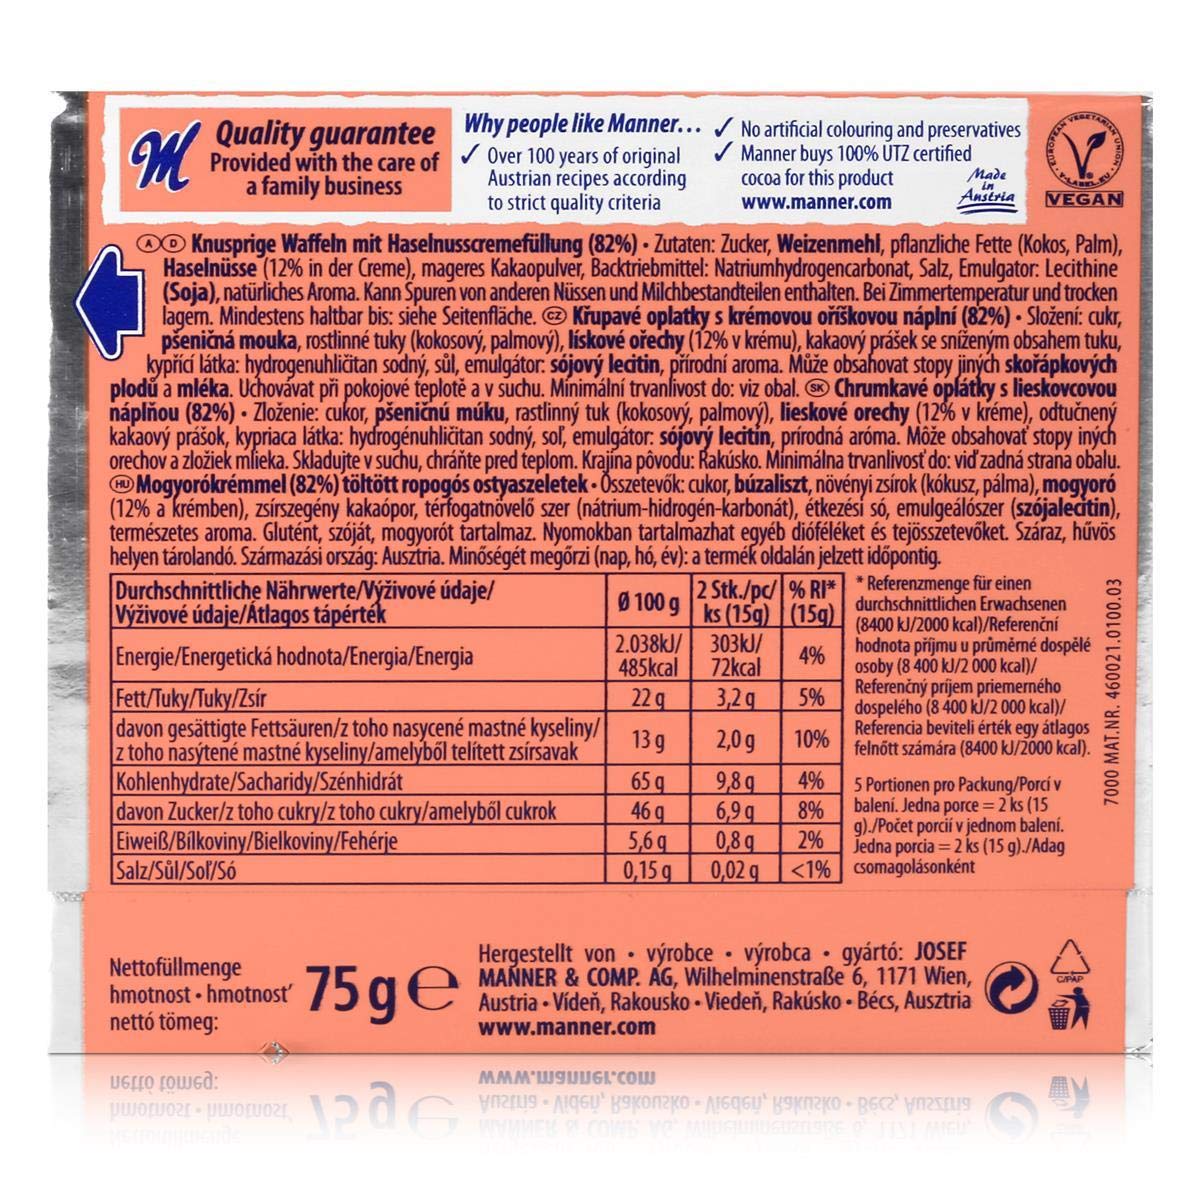 M
Quality guarantee
Provided with the care of
a family business
Why people like Manner...
✓ Over 100 years of original
Austrian recipes according
to strict quality criteria
✓ No artificial colouring and preservatives
✓ Manner buys 100% UTZ certified
cocoa for this product
www.manner.com
Made
in
Austria
EUROPEAN VEGETARIAN UNION
V-LABEL.EU
VEGAN
Ⓐ Ⓓ Knusprige Waffeln mit Haselnusscremefüllung (82%) • Zutaten: Zucker, Weizenmehl, pflanzliche Fette (Kokos, Palm),
Haselnüsse (12% in der Creme), mageres Kakaopulver, Backtriebmittel: Natriumhydrogencarbonat, Salz, Emulgator: Lecithine
(Soja), natürliches Aroma. Kann Spuren von anderen Nüssen und Milchbestandteilen enthalten. Bei Zimmertemperatur und trocken
lagern. Mindestens haltbar bis: siehe Seitenfläche. CZ Křupavé oplatky s krémovou oříškovou náplní (82%) • Složení: cukr,
pšeničná mouka, rostlinné tuky (kokosový, palmový), lískové ořechy (12% v krému), kakaový prášek se sníženým obsahem tuku,
kypřící látka: hydrogenuhličitan sodný, sůl, emulgátor: sójový lecitin, přírodní aroma. Může obsahovat stopy jiných skořápkových
plodů a mléka. Uchovávat při pokojové teplotě a v suchu. Minimální trvanlivost do: viz obal. SK Chrumkavé oplátky s lieskovcovou
náplňou (82%) • Zloženie: cukor, pšeničnú múku, rastlinný tuk (kokosový, palmový), lieskové orechy (12% v kréme), odtučnený
kakaový prášok, kypriaca látka: hydrogénuhličitan sodný, soľ, emulgátor: sójový lecitín, prírodná aróma. Môže obsahovať stopy iných
orechov a zložiek mlieka. Skladujte v suchu, chráňte pred teplom. Krajina pôvodu: Rakúsko. Minimálna trvanlivosť do: viď zadná strana obalu.
HU Mogyorókrémmel (82%) töltött ropogós ostyaszeletek • Összetevők: cukor, búzaliszt, növényi zsírok (kókusz, pálma), mogyoró
(12% a krémben), zsírszegény kakaópor, térfogatnövelő szer (nátrium-hidrogén-karbonát), étkezési só, emulgeálószer (szójalecitin),
természetes aroma. Glutént, szóját, mogyorót tartalmaz. Nyomokban tartalmazhat egyéb dióféléket és tejösszetevőket. Száraz, hűvös
helyen tárolandó. Származási ország: Ausztria. Minőségét megőrzi (nap, hó, év): a termék oldalán jelzett időpontig.
Durchschnittliche Nährwerte/Výživové údaje/
Výživové údaje/Átlagos tápérték
Ø 100 g
2 Stk./pc/
ks (15g)
% RI*
(15g)
Energie/Energetická hodnota/Energia/Energia
2.038kJ/
485kcal
303kJ/
72kcal
4%
Fett/Tuky/Tuky/Zsír 22 g 3,2 g 5%
davon gesättigte Fettsäuren/z toho nasycené mastné kyseliny/
z toho nasýtené mastné kyseliny/amelyből telített zsírsavak
13 g 2,0 g 10%
Kohlenhydrate/Sacharidy/Szénhidrát 65 g 9,8 g 4%
davon Zucker/z toho cukry/z toho cukry/amelyből cukrok 46 g 6,9 g 8%
Eiweiß/Bílkoviny/Bielkoviny/Fehérje 5,6 g 0,8 g 2%
Salz/Sůl/Soľ/Só 0,15 g 0,02 g <1%
* Referenzmenge für einen
durchschnittlichen Erwachsenen
(8400 kJ/2000 kcal)/Referenční
hodnota příjmu u průměrné dospělé
osoby (8 400 kJ/2 000 kcal)/
Referenčný príjem priemerného
dospelého (8 400 kJ/2 000 kcal)/
Referencia beviteli érték egy átlagos
felnőtt számára (8400 kJ/2000 kcal).
5 Portionen pro Packung/Porcí v
balení. Jedna porce = 2 ks (15
g)./Počet porcií v jednom balení.
Jedna porcia = 2 ks (15 g)./Adag
csomagolásonként
7000 MAT.NR. 460021.0100.03
Nettofüllmenge
hmotnost • hmotnosť
nettó tömeg:
75 g e
Hergestellt von • výrobce • výrobca • gyártó: JOSEF
MANNER & COMP. AG, Wilhelminenstraße 6, 1171 Wien,
Austria • Vídeň, Rakousko • Viedeň, Rakúsko • Bécs, Ausztria
www.manner.com
C/PAP